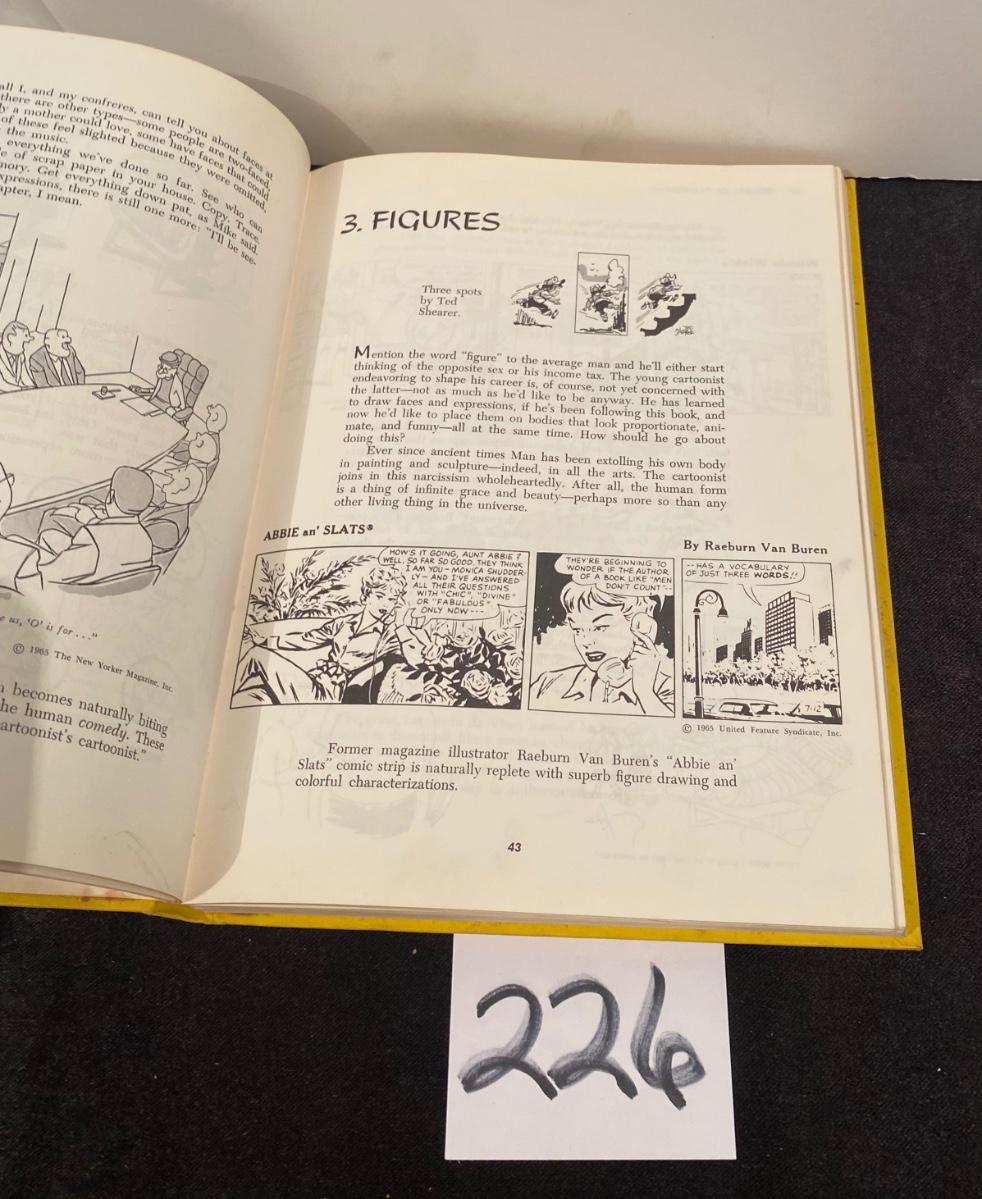 all I, and my confreres, can tell you about faces at
there are other types—some people are two-faced,
a mother could love, some have faces that could
of these feel slighted because they were omitted,
the music.
everything we've done so far. See who can
of scrap paper in your house. Copy. Trace.
Get everything down pat, as Mike said.
expressions, there is still one more: "I'll be see-
I mean.
us, 'O' is for . . ."
© 1965 The New Yorker Magazine, Inc.
becomes naturally biting
the human comedy. These
cartoonist's cartoonist."
3. FIGURES
Three spots
by Ted
Shearer.
Mention the word "figure" to the average man and he'll either start
thinking of the opposite sex or his income tax. The young cartoonist
endeavoring to shape his career is, of course, not yet concerned with
the latter—not as much as he'd like to be anyway. He has learned
to draw faces and expressions, if he's been following this book, and
now he'd like to place them on bodies that look proportionate, ani-
mate, and funny—all at the same time. How should he go about
doing this?
Ever since ancient times Man has been extolling his own body
in painting and sculpture—indeed, in all the arts. The cartoonist
joins in this narcissism wholeheartedly. After all, the human form
is a thing of infinite grace and beauty—perhaps more so than any
other living thing in the universe.
ABBIE an' SLATS®
By Raeburn Van Buren
HOW'S IT GOING, AUNT ABBIE?
WELL. SO FAR SO GOOD. THEY THINK
I AM YOU - MONICA SHUDDER-
LY - AND I'VE ANSWERED
ALL THEIR QUESTIONS
WITH "CHIC", "DIVINE"
OR "FABULOUS"
ONLY NOW ---
THEY'RE BEGINNING TO
WONDER IF THE AUTHOR
OF A BOOK LIKE "MEN
DON'T COUNT" --
--HAS A VOCABULARY
OF JUST THREE WORDS!!
7-12
© 1965 United Feature Syndicate, Inc.
Former magazine illustrator Raeburn Van Buren's "Abbie an'
Slats" comic strip is naturally replete with superb figure drawing and
colorful characterizations.
43
226